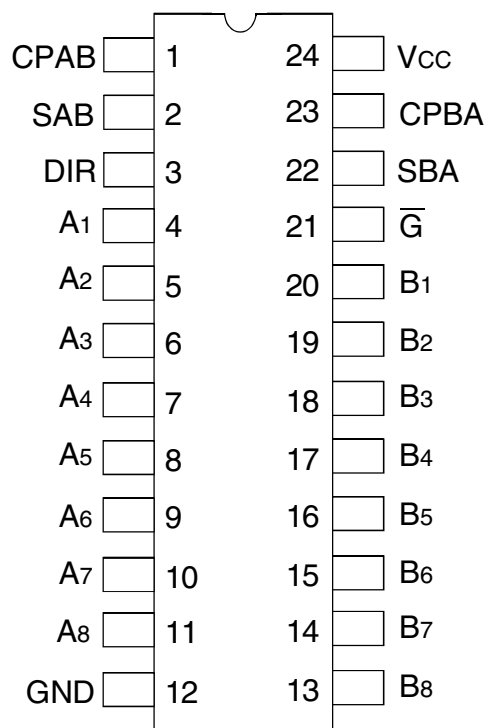 CPAB 1 24 VCC
SAB 2 23 CPBA
DIR 3 22 SBA
A1 4 21 G̅
A2 5 20 B1
A3 6 19 B2
A4 7 18 B3
A5 8 17 B4
A6 9 16 B5
A7 10 15 B6
A8 11 14 B7
GND 12 13 B8